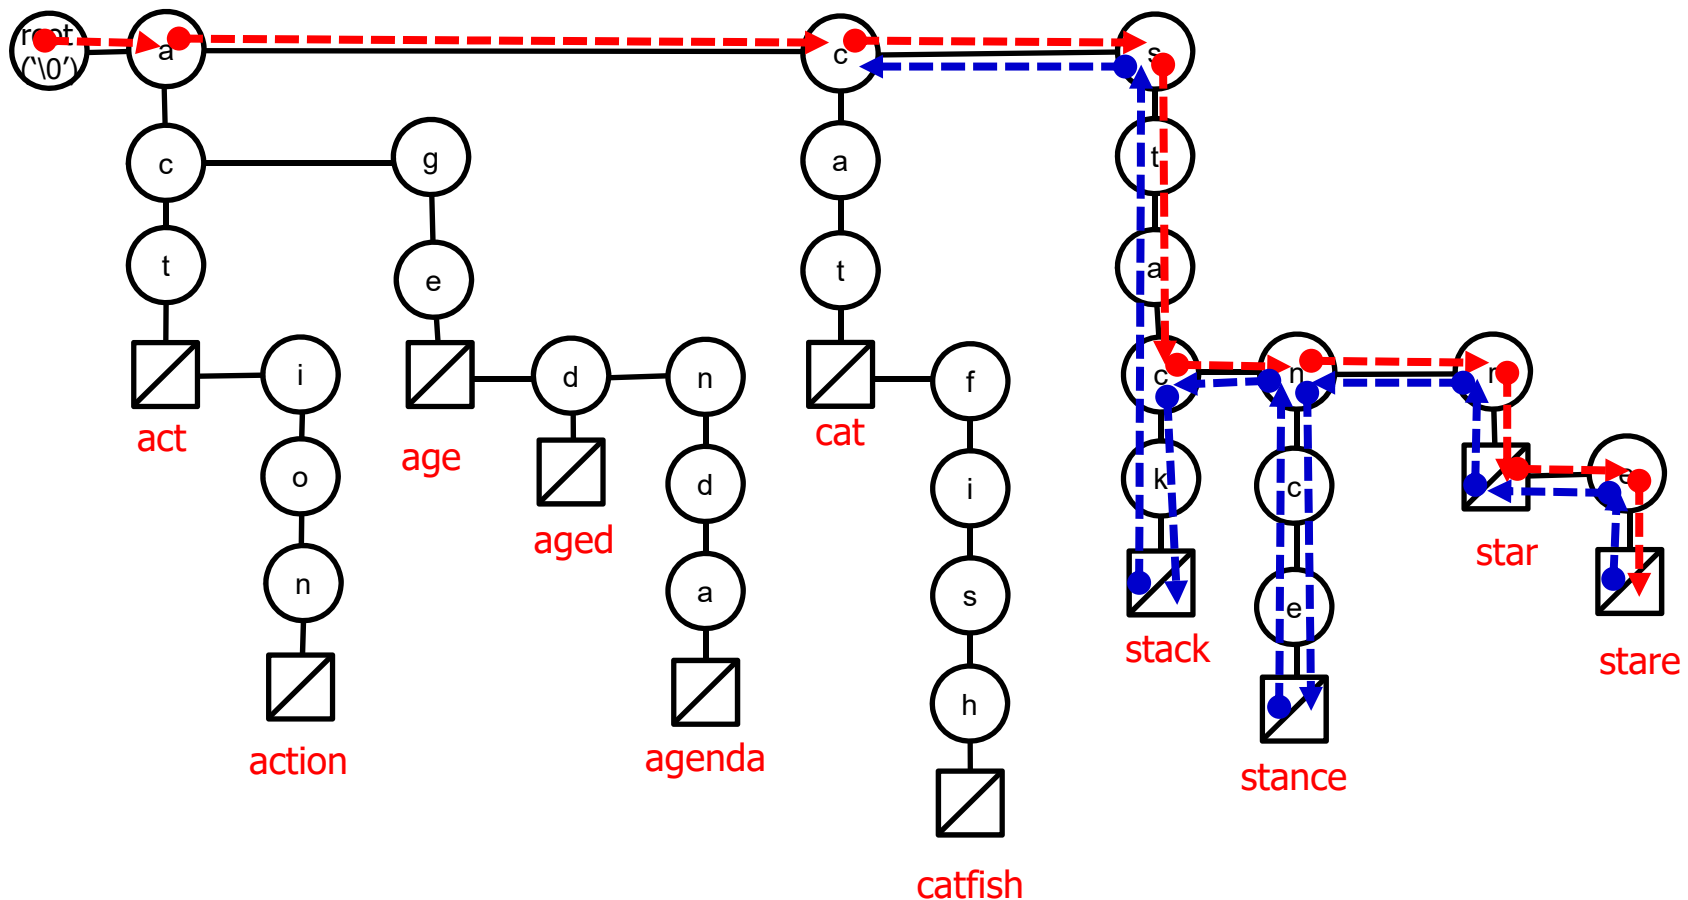 root
('\0')
a
c
s
c
g
a
t
t
e
t
a
i
d
n
f
c
n
r
act
age
cat
o
d
i
k
c
e
aged
star
n
a
s
e
stack
stare
action
agenda
h
stance
catfish